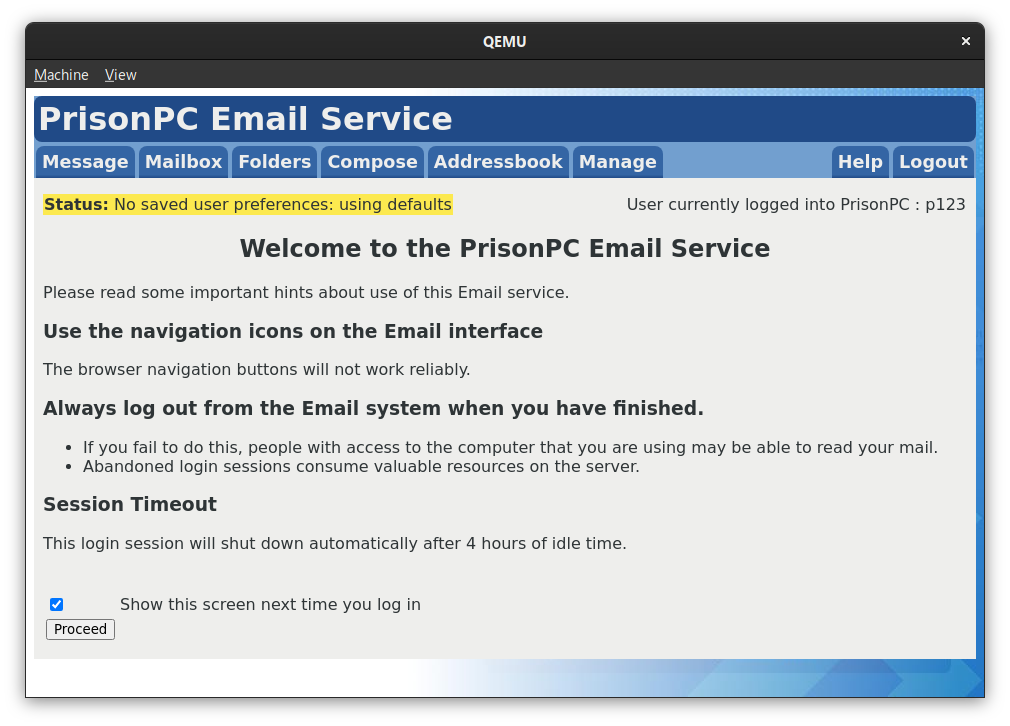 QEMU
Machine View
PrisonPC Email Service
Message Mailbox Folders Compose Addressbook Manage Help Logout
Status: No saved user preferences: using defaults User currently logged into PrisonPC : p123
Welcome to the PrisonPC Email Service
Please read some important hints about use of this Email service.
Use the navigation icons on the Email interface
The browser navigation buttons will not work reliably.
Always log out from the Email system when you have finished.
• If you fail to do this, people with access to the computer that you are using may be able to read your mail.
• Abandoned login sessions consume valuable resources on the server.
Session Timeout
This login session will shut down automatically after 4 hours of idle time.
Show this screen next time you log in
Proceed